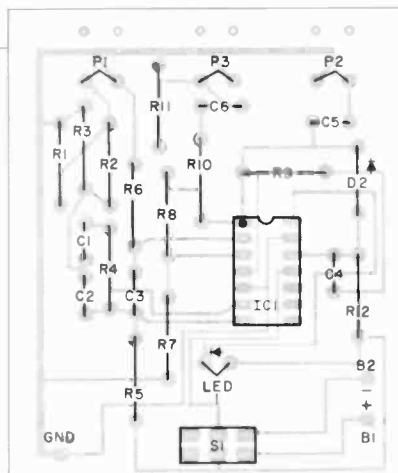 P1 P3 P2
R11 C6
R3 C5
R1 R2 R10
R6 R9 D2
R8
C1
R4 C4
C2 C3 IC1 R12
R7
LED B2
R5 −
+
GND S1 B1